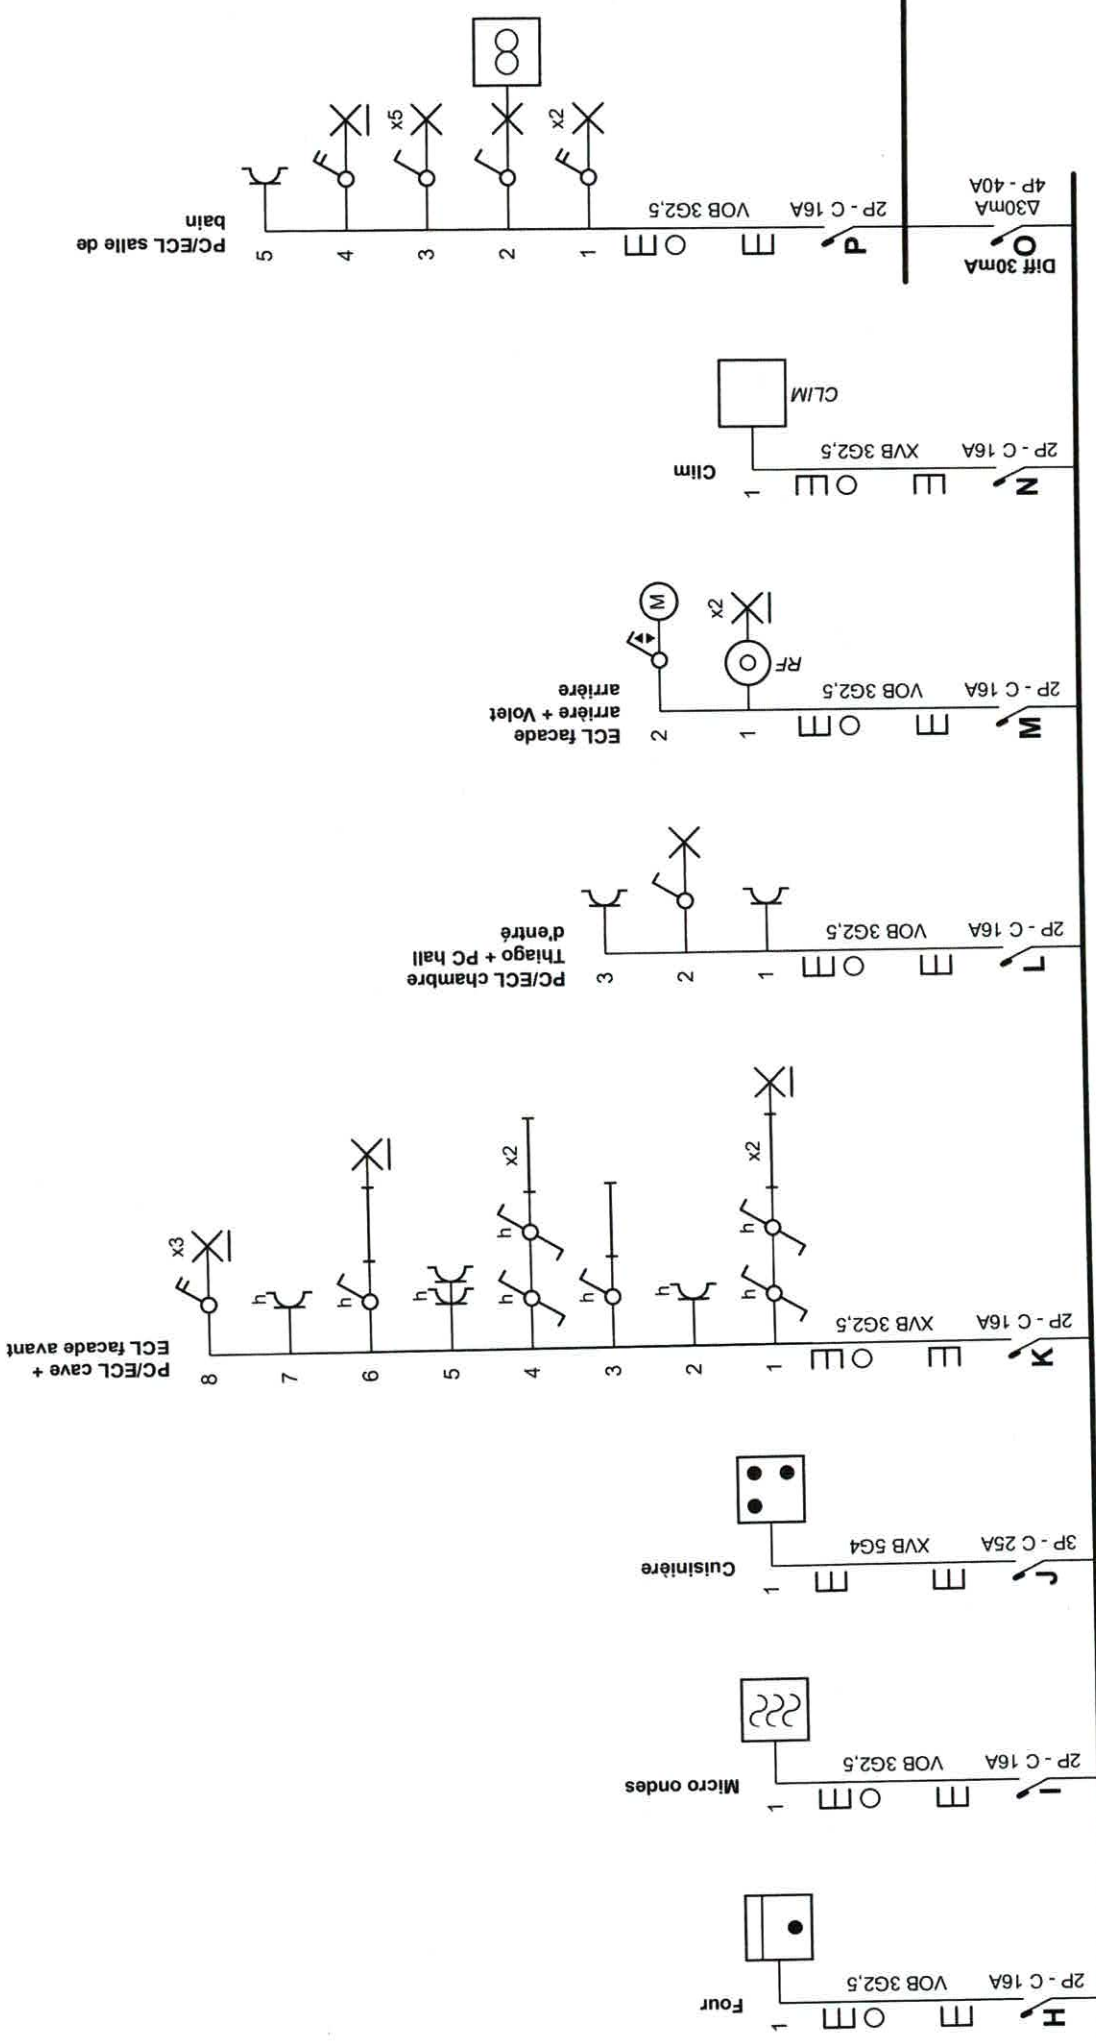 PC/ECL salle de
bain
5
4
3
x5
2
1
x2
VOB 3G2,5
2P - C 16A
P
Diff 30mA
O
Δ30mA
4P - 40A
Clim
1
CLIM
XVB 3G2,5
2P - C 16A
N
ECL facade
arrière + Volet
arrière
2
M
1
x2
RF
VOB 3G2,5
2P - C 16A
M
PC/ECL chambre
Thiago + PC hall
d'entré
3
2
1
VOB 3G2,5
2P - C 16A
L
PC/ECL cave +
ECL facade avant
8
x3
7
h
6
h
5
h
4
h
h
x2
3
h
2
h
1
h
h
x2
XVB 3G2,5
2P - C 16A
K
Cuisinière
1
XVB 5G4
3P - C 25A
J
Micro ondes
1
VOB 3G2,5
2P - C 16A
I
Four
1
VOB 3G2,5
2P - C 16A
H